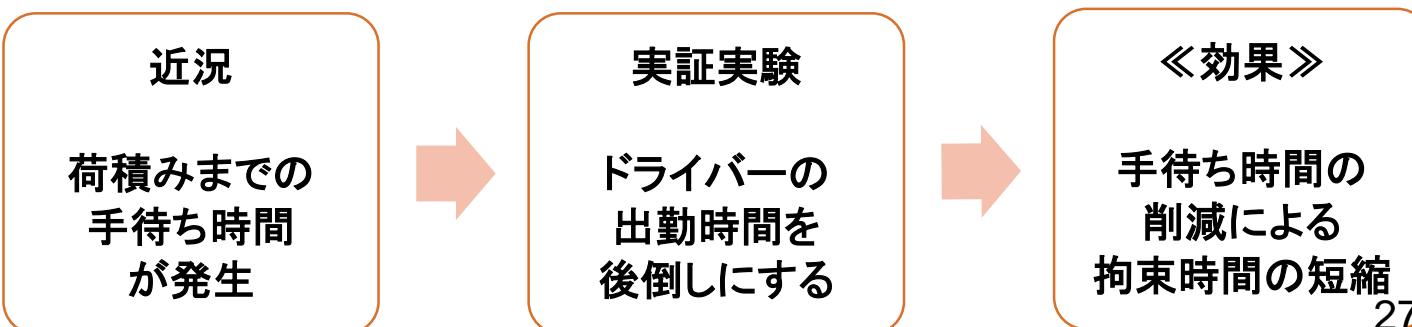 近況
荷積みまでの
手待ち時間
が発生
実証実験
ドライバーの
出勤時間を
後倒しにする
≪効果≫
手待ち時間の
削減による
拘束時間の短縮
27